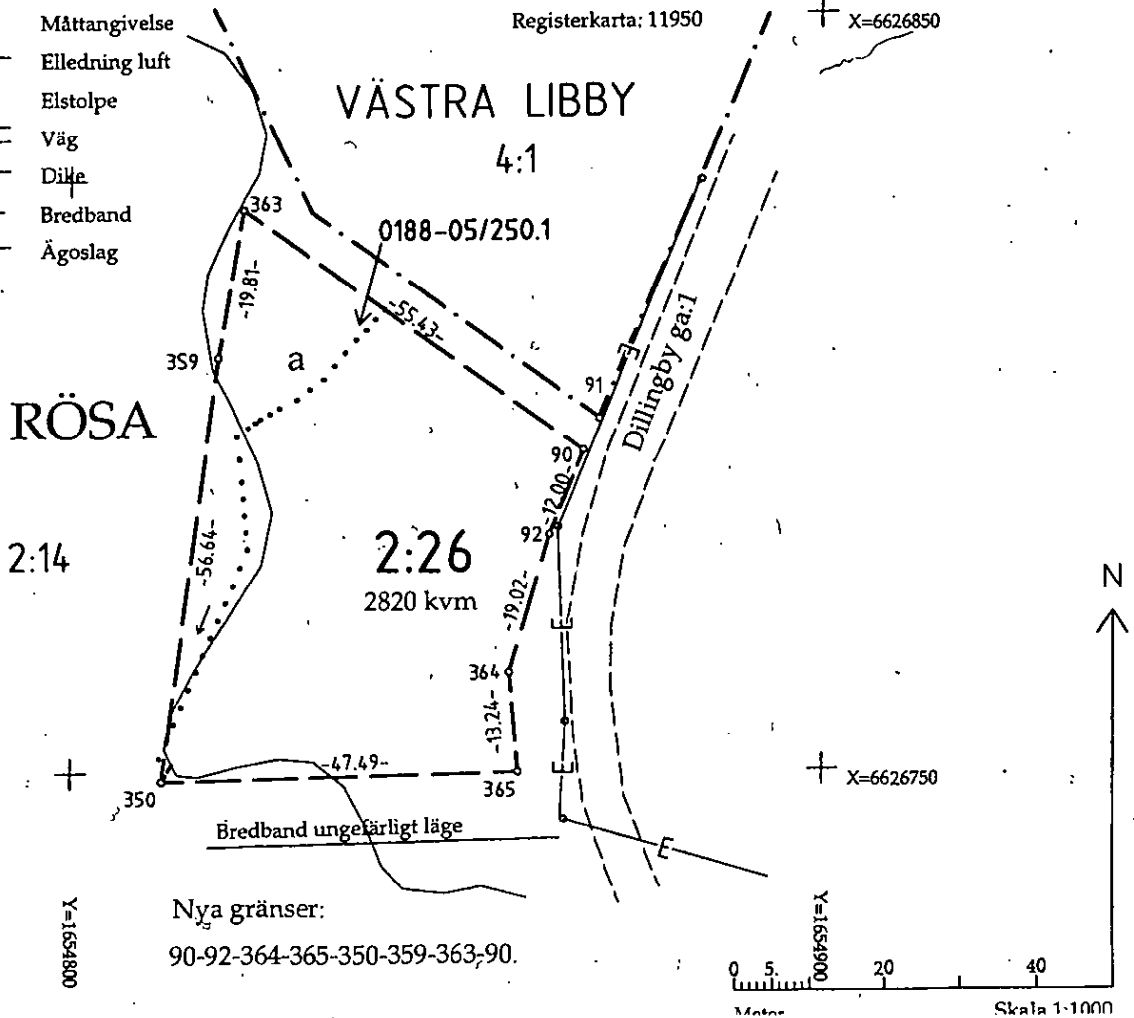 Måttangivelse
Registerkarta: 11950
X=6626850
Elledning luft
Elstolpe
VÄSTRA LIBBY
Väg
4:1
Dike
363
Bredband
0188-05/250.1
Ägoslag
-19.81-
-55.43-
Dillingby ga:1
E
359
a
91
RÖSA
90
-12.00-
92
2:14
-56.64-
2:26
2820 kvm
-19.02-
N
364
-13.24-
-47.49-
365
350
X=6626750
Bredband ungefärligt läge
E
Y=1654800
Nya gränser:
Y=1654900
90-92-364-365-350-359-363-90.
0 5. 20 40
Meter
Skala 1:1000